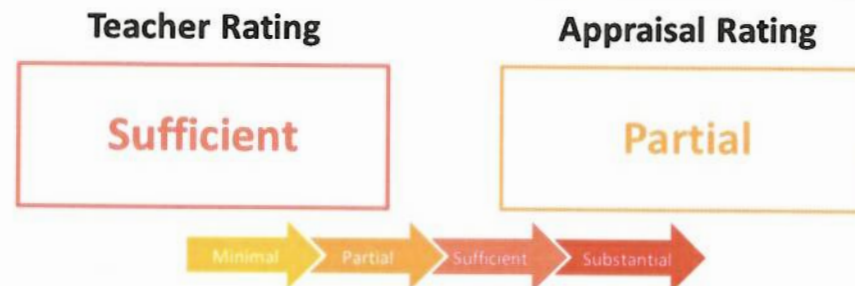 Teacher Rating
Appraisal Rating
Sufficient
Partial
Minimal
Partial
Sufficient
Substantial